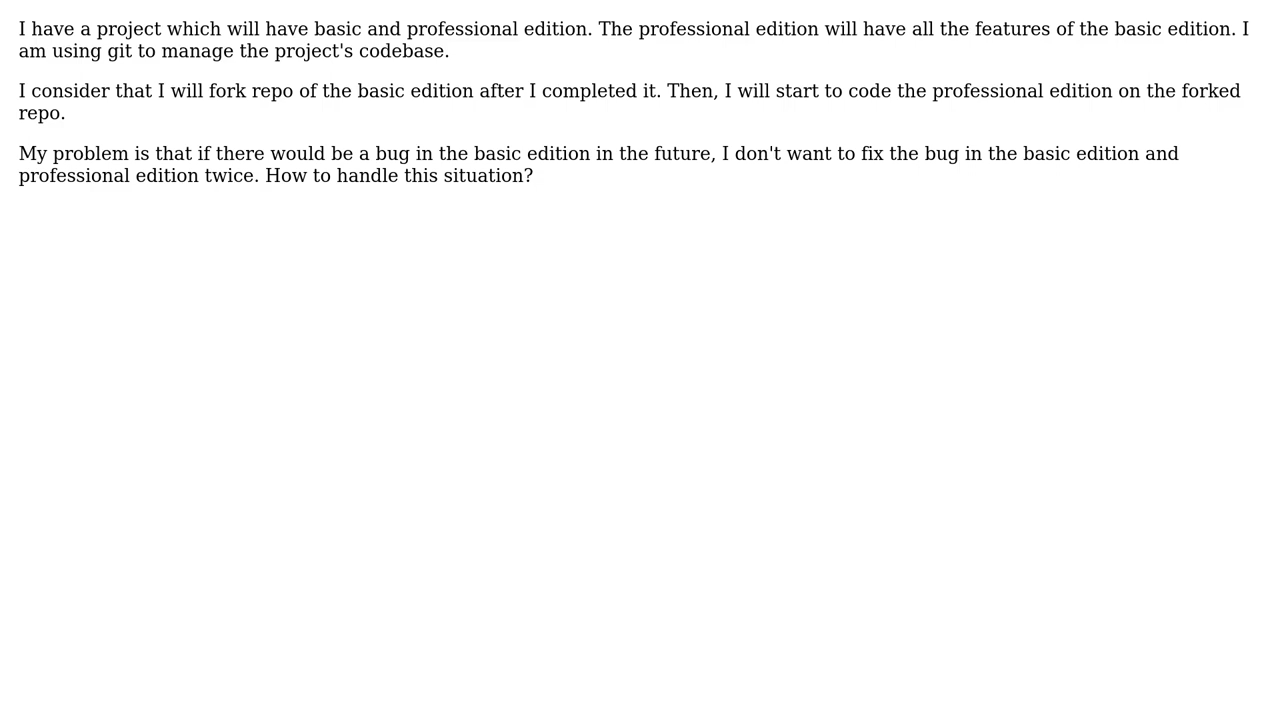 I have a project which will have basic and professional edition. The professional edition will have all the features of the basic edition. I
am using git to manage the project's codebase.
I consider that I will fork repo of the basic edition after I completed it. Then, I will start to code the professional edition on the forked
repo.
My problem is that if there would be a bug in the basic edition in the future, I don't want to fix the bug in the basic edition and
professional edition twice. How to handle this situation?